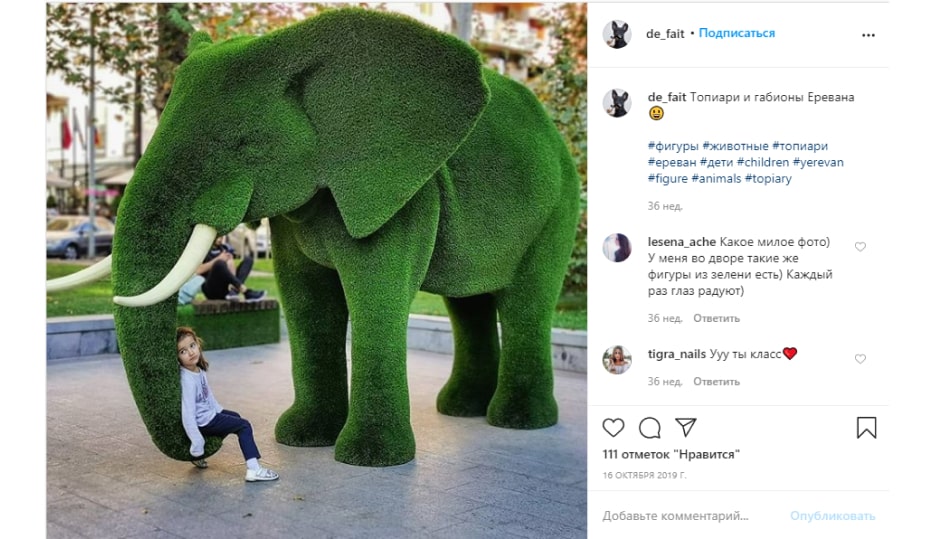 de_fait • Подписаться
de_fait Топиари и габионы Еревана
😀
#фигуры #животные #топиари
#ереван #дети #children #yerevan
#figure #animals #topiary
36 нед.
lesena_ache Какое милое фото)
У меня во дворе такие же
фигуры из зелени есть) Каждый
раз глаз радуют)
36 нед. Ответить
tigra_nails Ууу ты класс❤
36 нед. Ответить
111 отметок "Нравится"
16 ОКТЯБРЯ 2019 Г.
Добавьте комментарий... Опубликовать